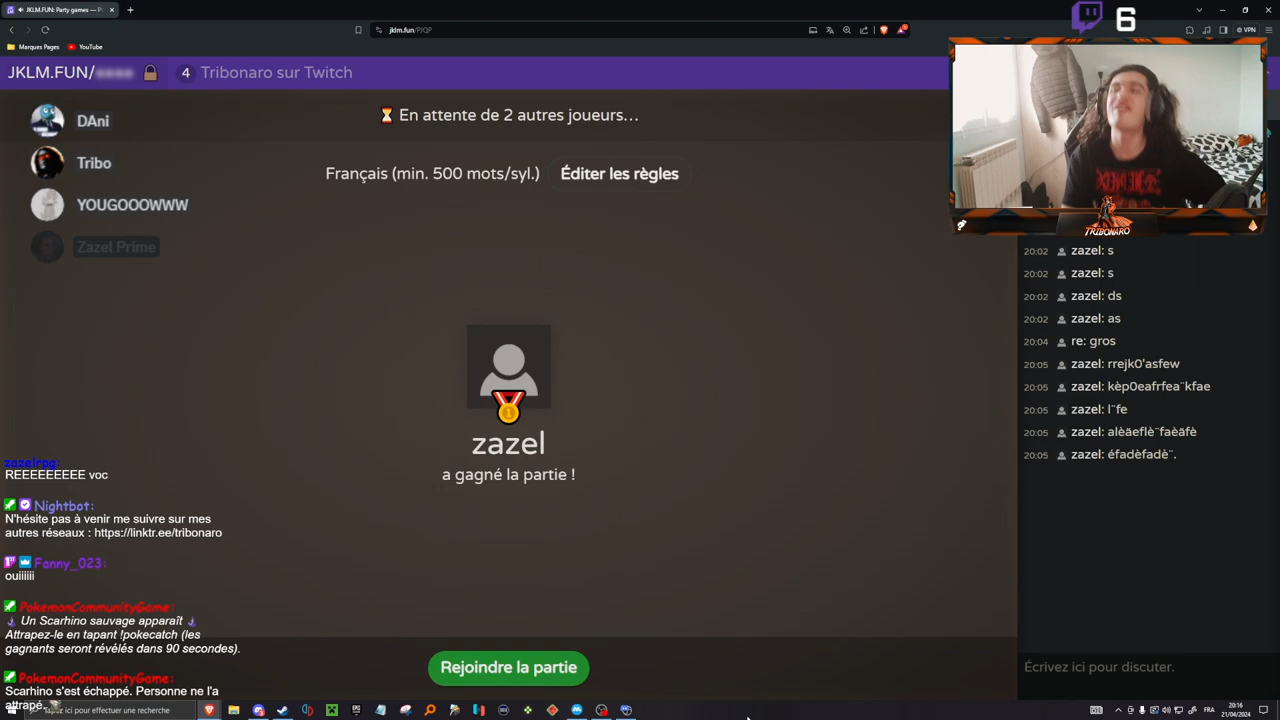 JKLM.FUN: Party games —
6
jklm.fun/PJQP
VPN
Marques Pages
YouTube
JKLM.FUN/
4 Tribonaro sur Twitch
DAni
Tribo
YOUGOOOWWW
Zazel Prime
En attente de 2 autres joueurs…
Français (min. 500 mots/syl.) Éditer les règles
1
zazel
a gagné la partie !
Rejoindre la partie
TRIBONARO
20:02 zazel: s
20:02 zazel: s
20:02 zazel: ds
20:02 zazel: as
20:04 re: gros
20:05 zazel: rrejk0'asfew
20:05 zazel: kèp0eafrfea¨kfae
20:05 zazel: l¨fe
20:05 zazel: alèäeflè¨faèäfè
20:05 zazel: éfadèfadè¨.
Écrivez ici pour discuter.
zazelrpg:
REEEEEEEEE voc
Nightbot:
N'hésite pas à venir me suivre sur mes
autres réseaux : https://linktr.ee/tribonaro
Fanny_023:
ouiiiiii
PokemonCommunityGame:
Un Scarhino sauvage apparaît
Attrapez-le en tapant !pokecatch (les
gagnants seront révélés dans 90 secondes).
PokemonCommunityGame:
Scarhino s'est échappé. Personne ne l'a
attrapé.
ici pour effectuer une recherche
FRA
20:16
21/04/2024